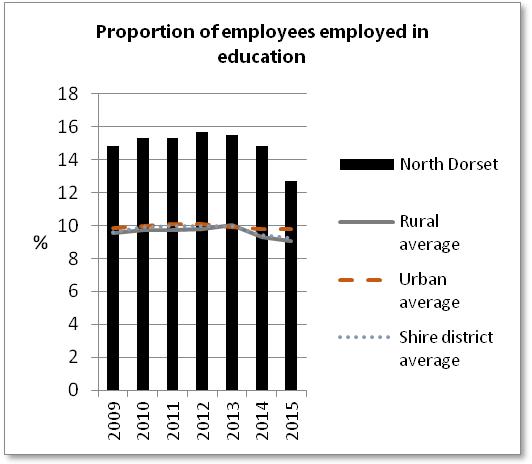 Proportion of employees employed in
education
18
16
14
12
10
8
6
4
2
0
%
2009
2010
2011
2012
2013
2014
2015
North Dorset
Rural
average
Urban
average
Shire district
average